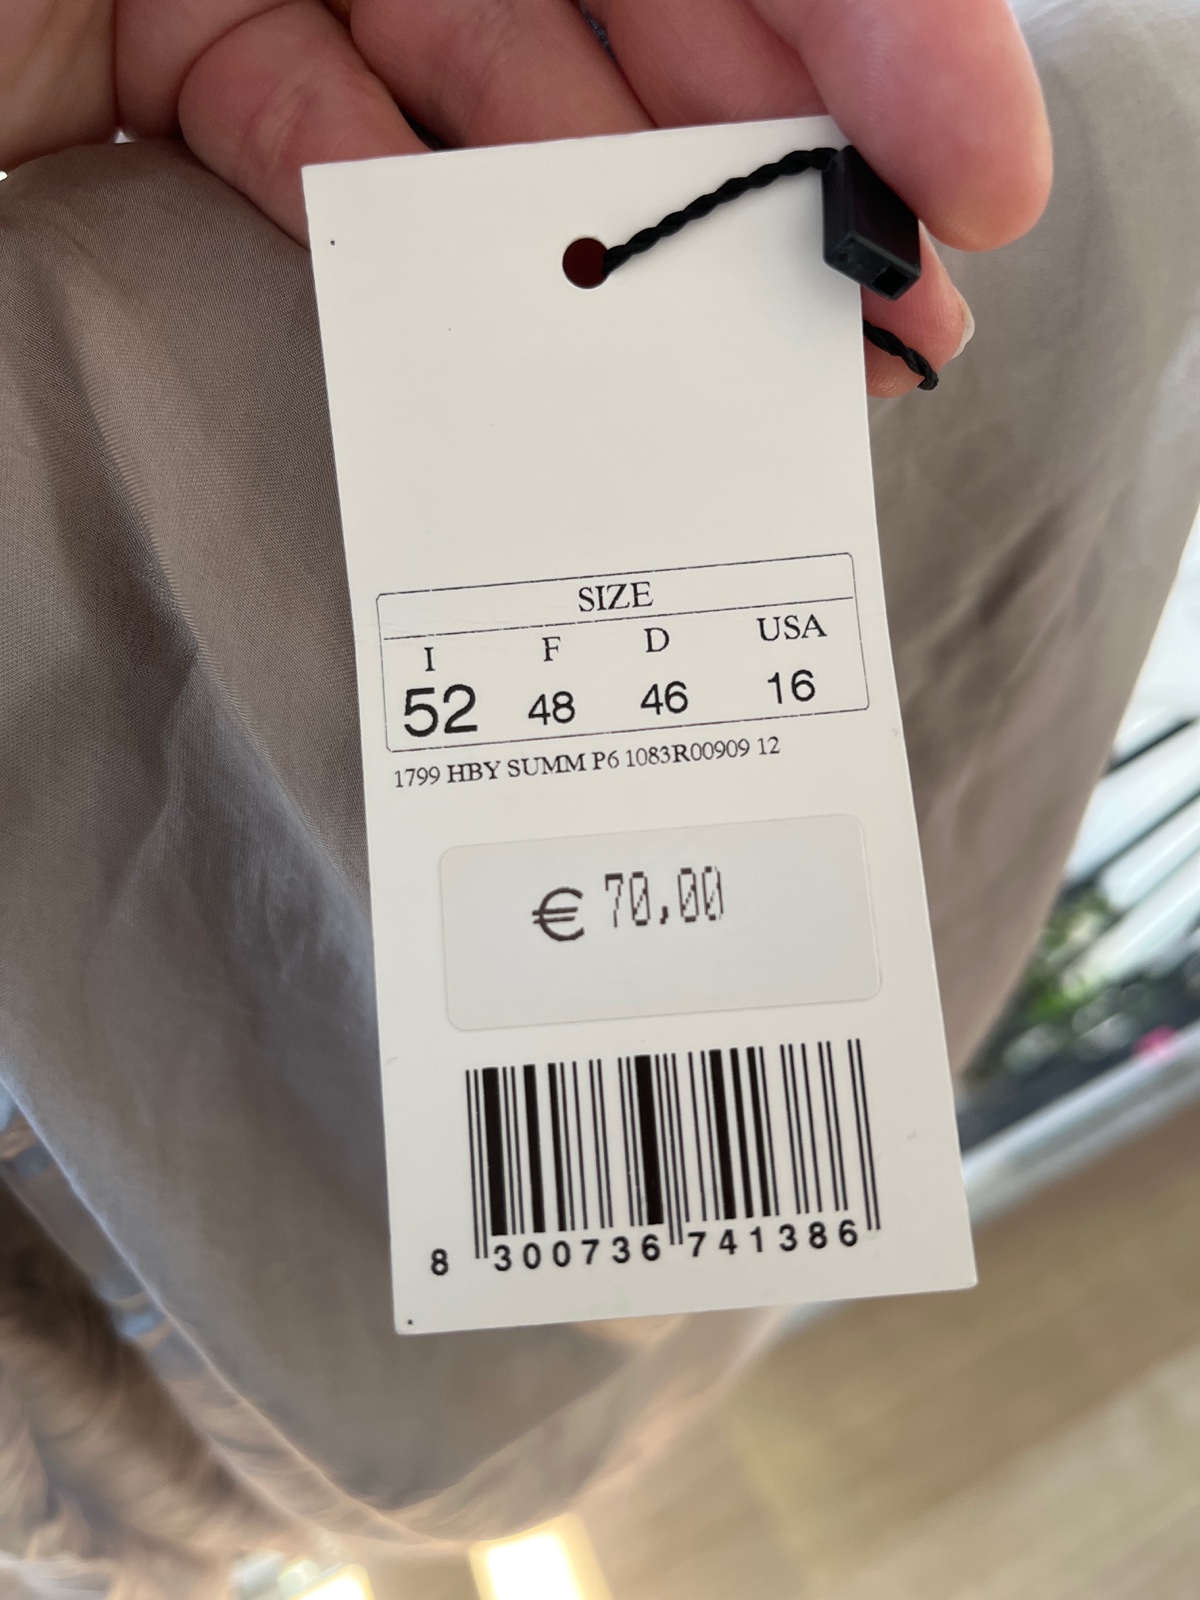 SIZE
I F D USA
52 48 46 16
1799 HBY SUMM P6 1083R00909 12
€ 70,00
8 300736 741386